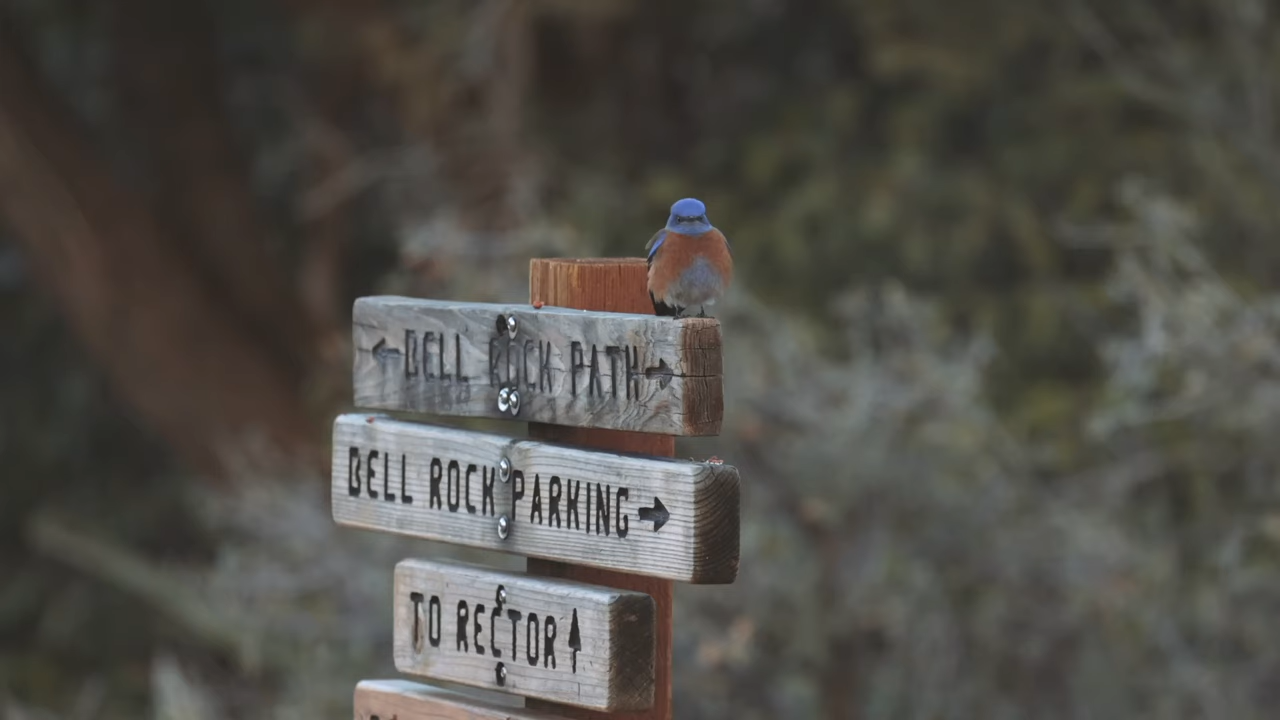 ← BELL ROCK PATH →
BELL ROCK PARKING →
TO RECTOR ↑